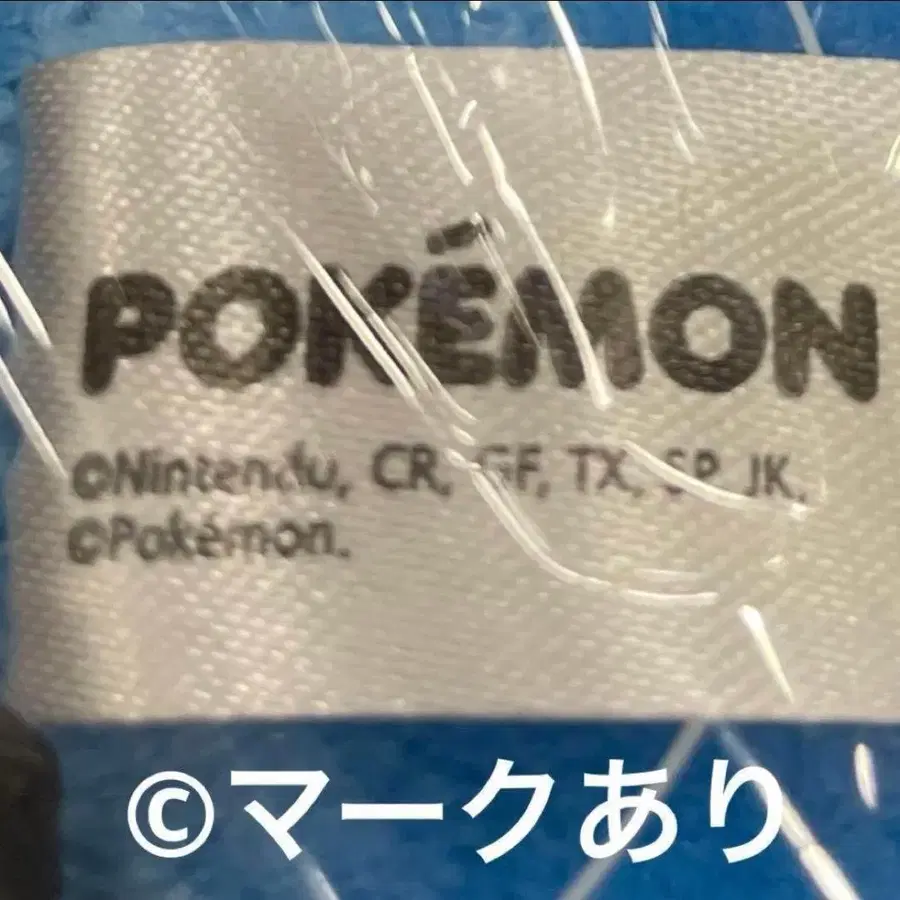 POKÉMON
©Nintendo, CR, GF, TX, SP, JK.
©Pokémon.
©マークあり